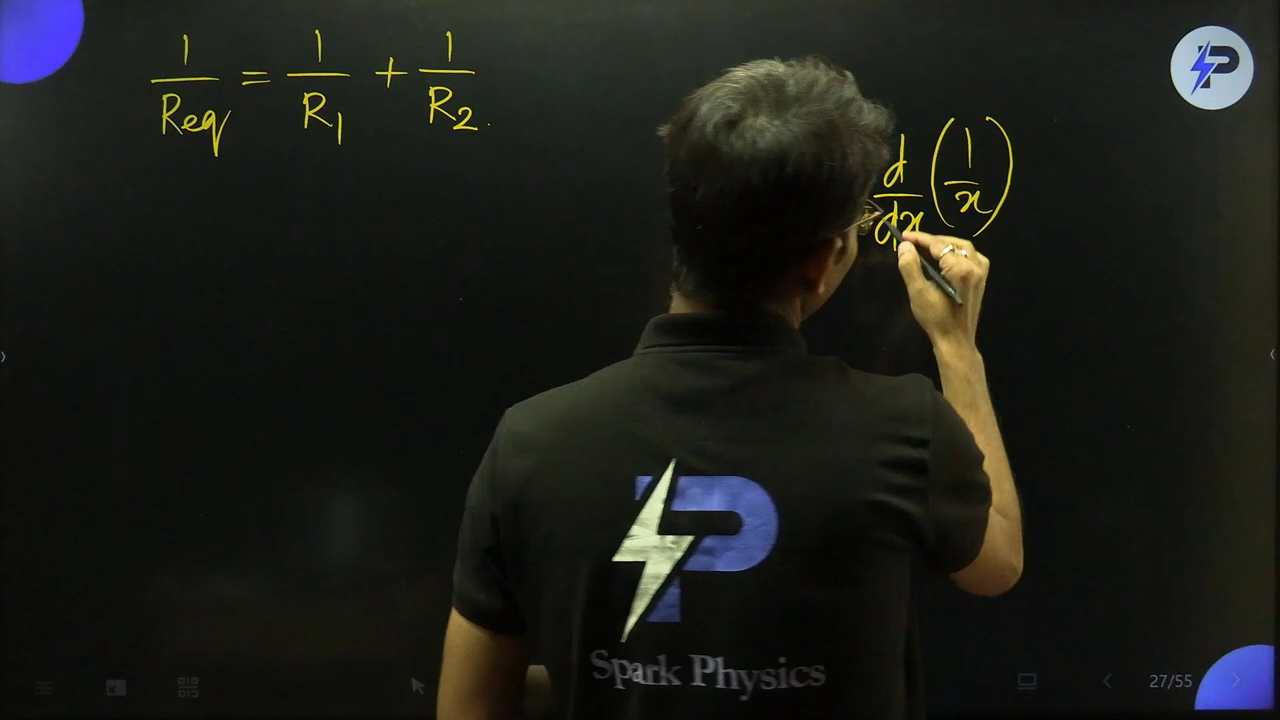 1/Req = 1/R1 + 1/R2.
d/dx (1/x)
P
P
Spark Physics
27/55